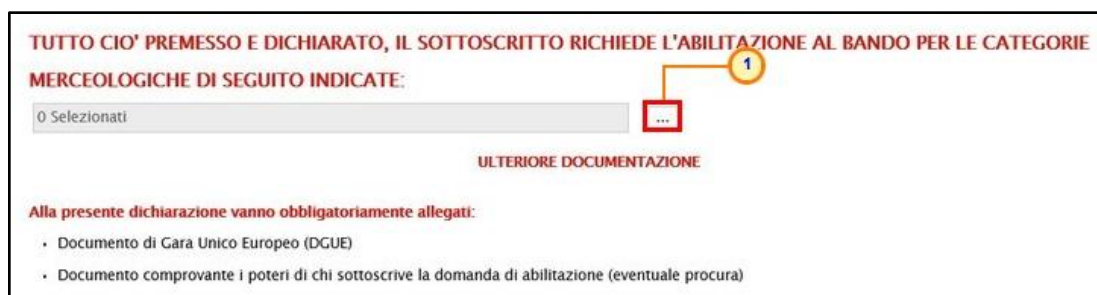 TUTTO CIO' PREMESSO E DICHIARATO, IL SOTTOSCRITTO RICHIEDE L'ABILITAZIONE AL BANDO PER LE CATEGORIE
1
MERCEOLOGICHE DI SEGUITO INDICATE:
0 Selezionati
...
ULTERIORE DOCUMENTAZIONE
Alla presente dichiarazione vanno obbligatoriamente allegati:
• Documento di Gara Unico Europeo (DGUE)
• Documento comprovante i poteri di chi sottoscrive la domanda di abilitazione (eventuale procura)